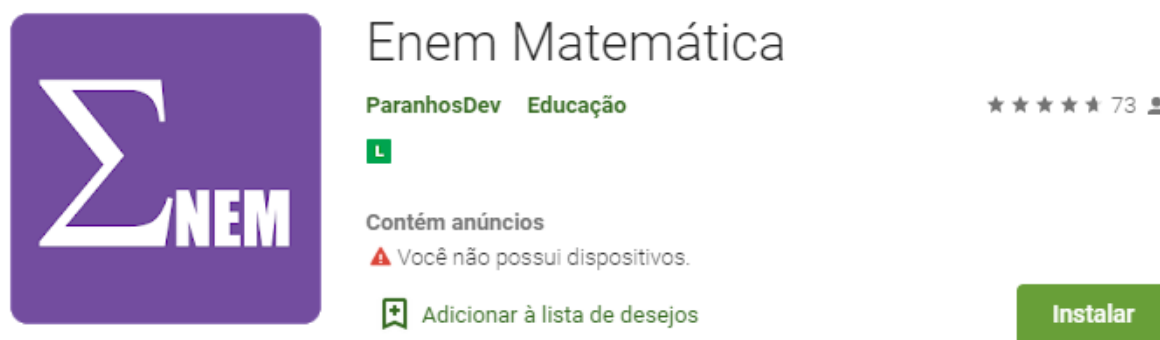 Enem Matemática
ParanhosDev Educação 73
L
ΣNEM
Contém anúncios
Você não possui dispositivos.
Adicionar à lista de desejos
Instalar